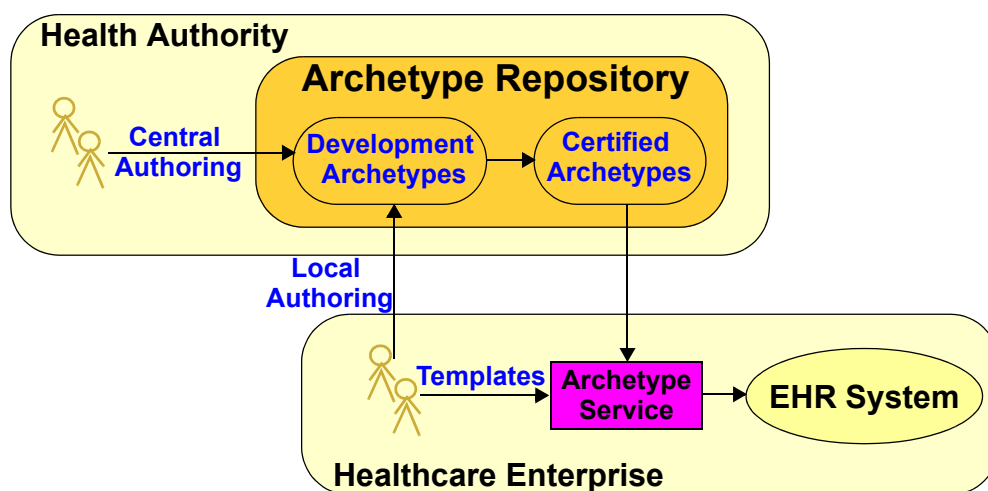 Health Authority
Archetype Repository
Central
Authoring
Development
Archetypes
Certified
Archetypes
Local
Authoring
Templates
Archetype
Service
EHR System
Healthcare Enterprise